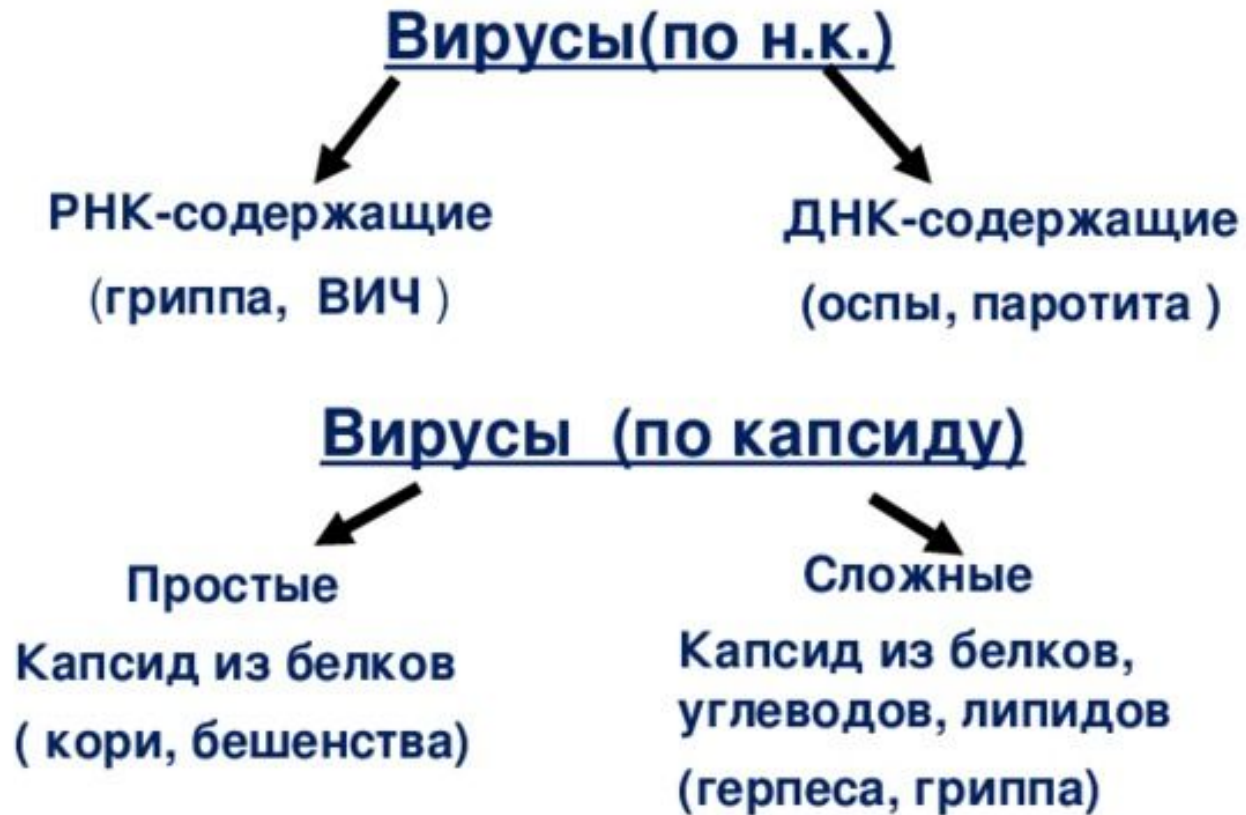 Вирусы(по н.к.)
РНК-содержащие
(гриппа, ВИЧ )
ДНК-содержащие
(оспы, паротита )
Вирусы (по капсиду)
Простые
Капсид из белков
( кори, бешенства)
Сложные
Капсид из белков,
углеводов, липидов
(герпеса, гриппа)